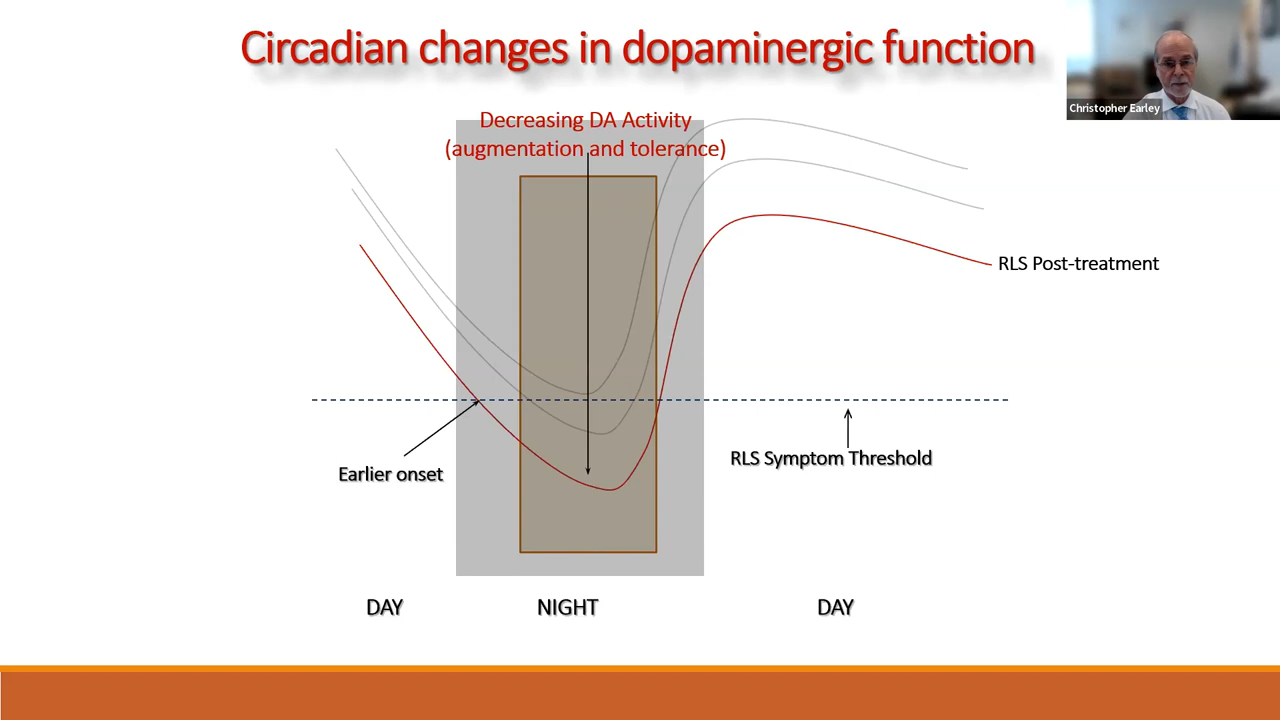 Circadian changes in dopaminergic function
Christopher Earley
Decreasing DA Activity
(augmentation and tolerance)
RLS Post-treatment
Earlier onset
RLS Symptom Threshold
DAY
NIGHT
DAY